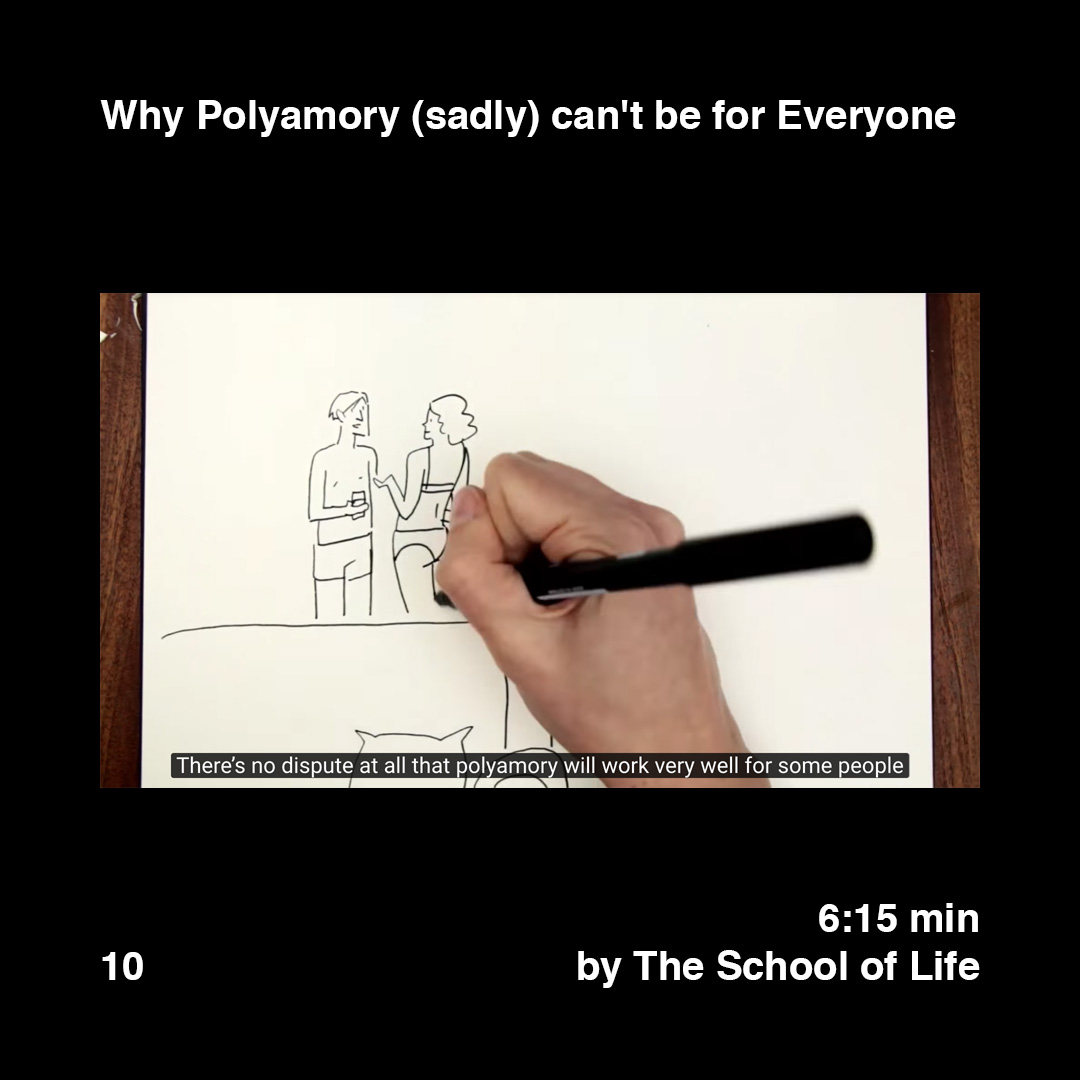 Why Polyamory (sadly) can't be for Everyone
There’s no dispute at all that polyamory will work very well for some people
6:15 min
10
by The School of Life